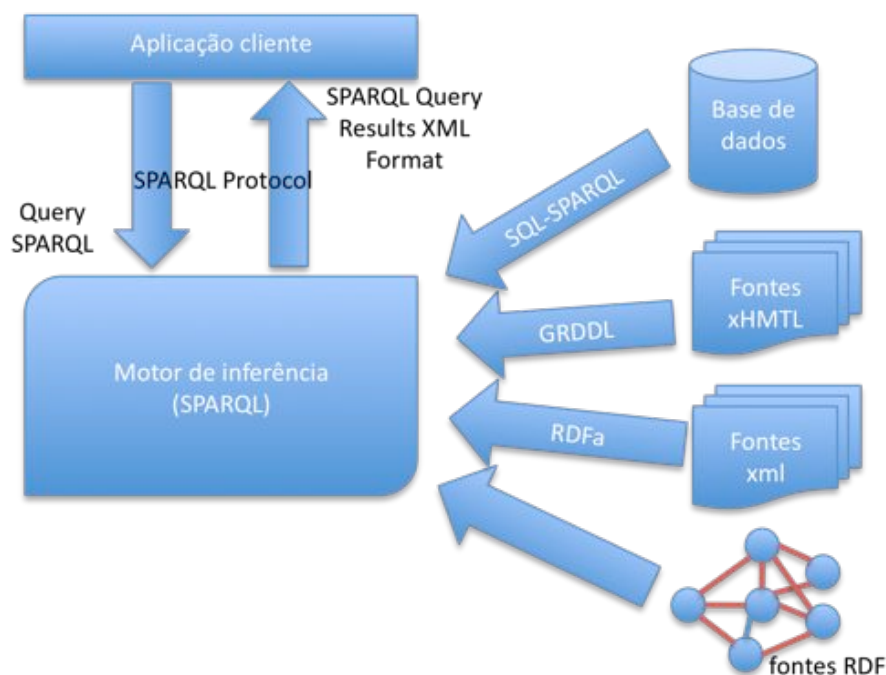 Aplicação cliente
SPARQL Query
Results XML
Format
SPARQL Protocol
Query
SPARQL
Motor de inferência
(SPARQL)
Base de
dados
SQL-SPARQL
Fontes
xHMTL
GRDDL
Fontes
xml
RDFa
fontes RDF